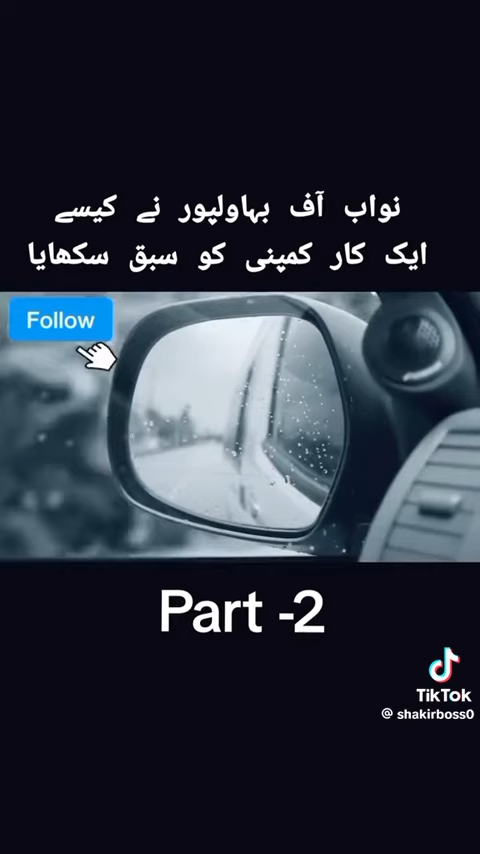 نواب آف بہاولپور نے کیسے
ایک کار کمپنی کو سبق سکھایا
Follow
Part -2
TikTok
@ shakirboss0